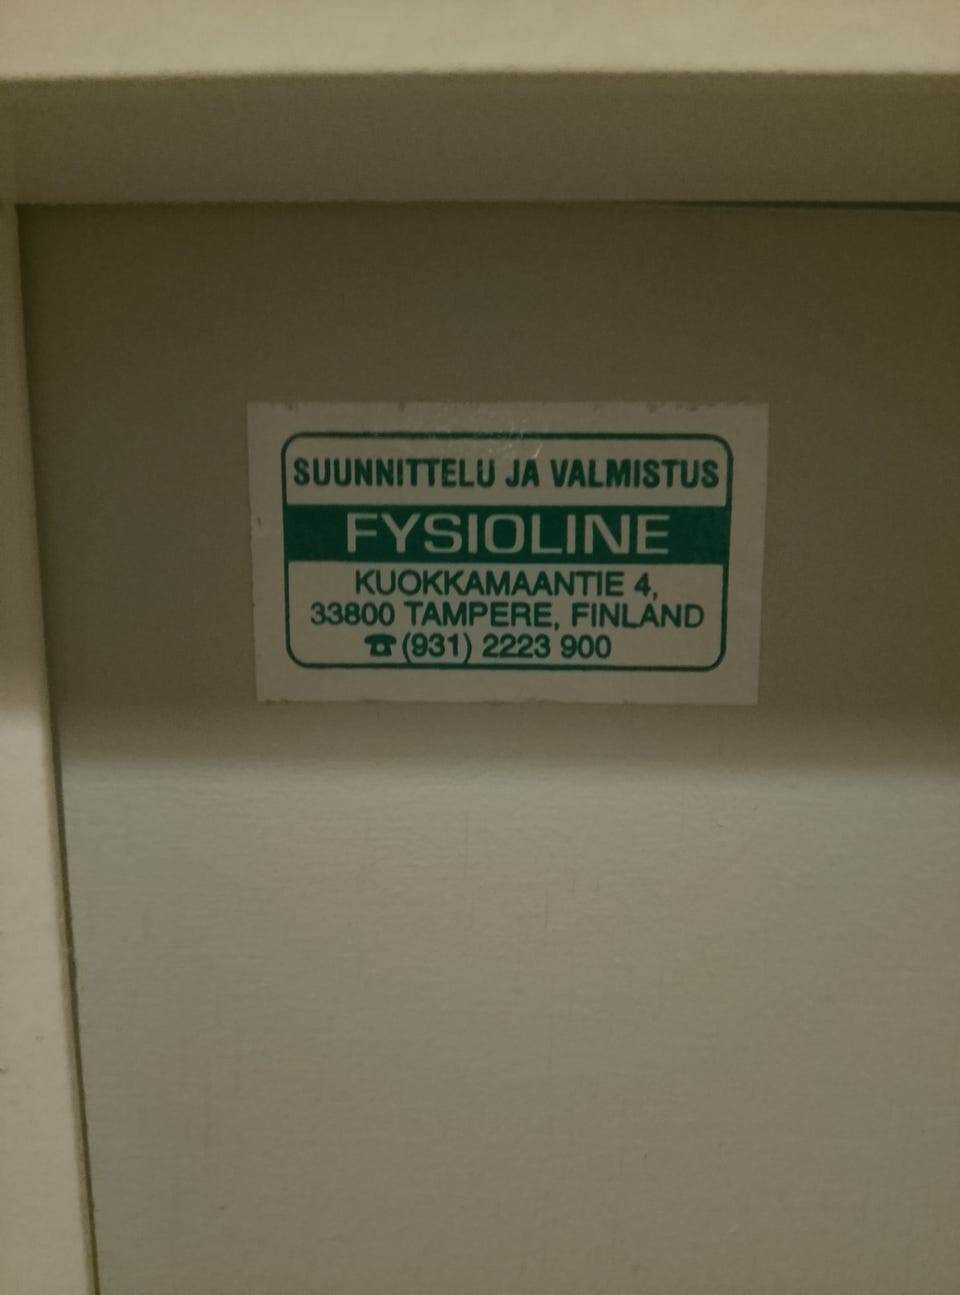 SUUNNITTELU JA VALMISTUS
FYSIOLINE
KUOKKAMAANTIE 4,
33800 TAMPERE, FINLAND
☎(931) 2223 900